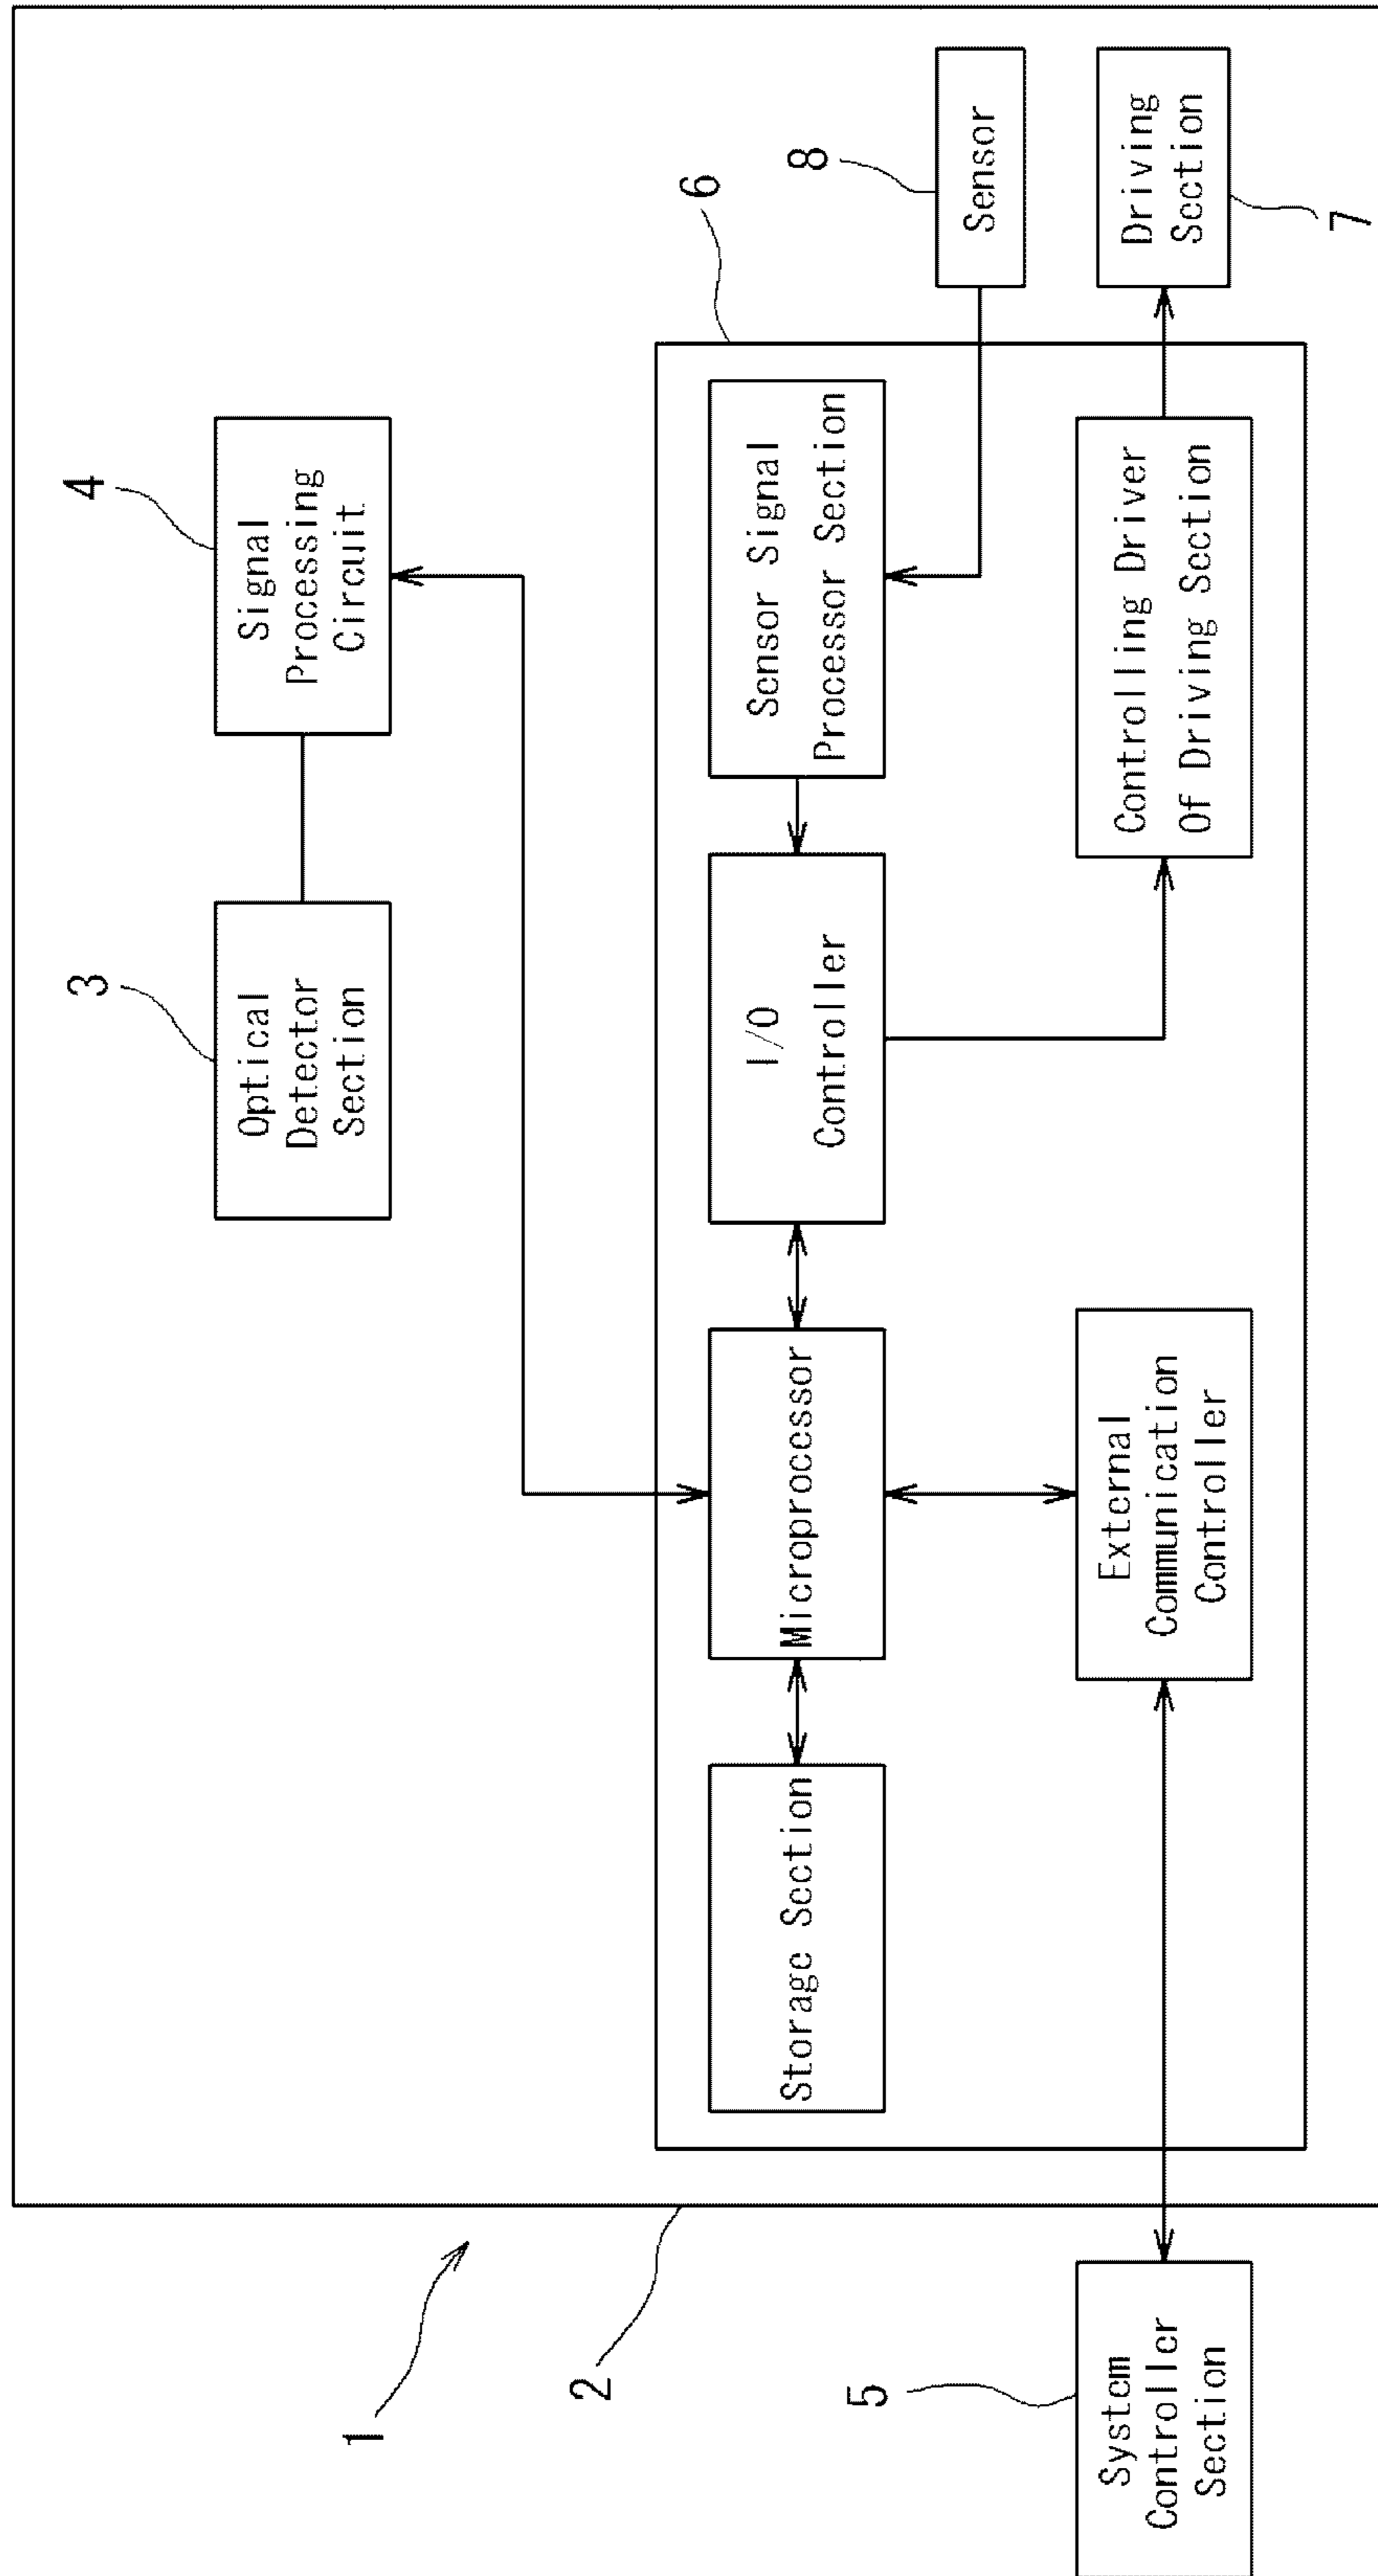 1
2
3
Optical
Detector
Section
4
Signal
Processing
Circuit
6
Storage Section
Microprocessor
I/O
Controller
Sensor Signal
Processor Section
8
Sensor
5
System
Controller
Section
External
Communication
Controller
Controlling Driver
Of Driving Section
Driving
Section
7